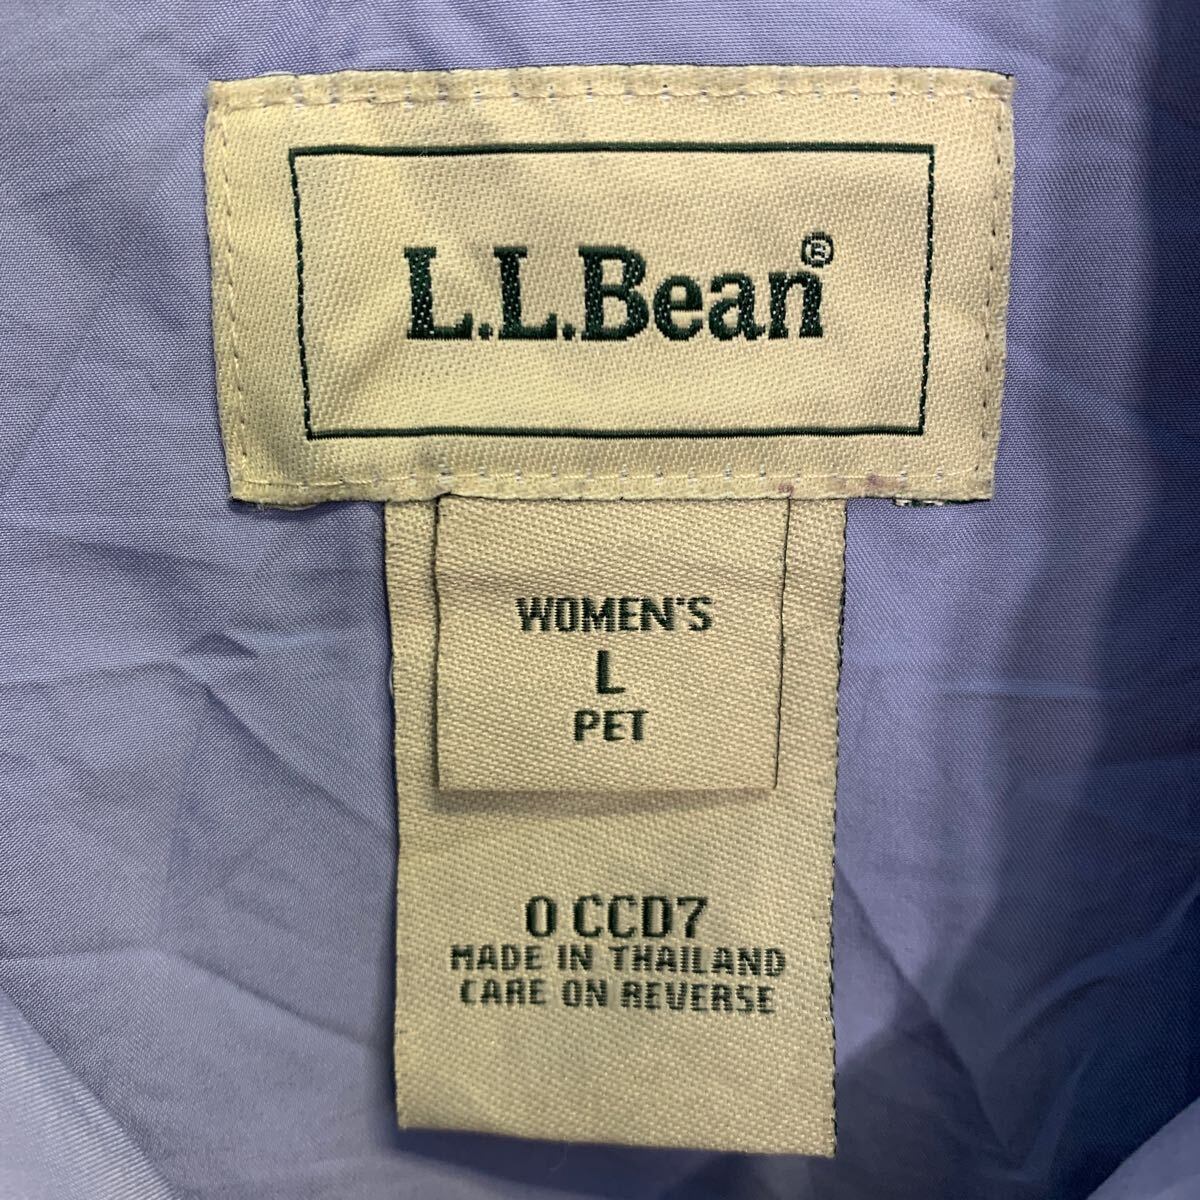 L.L.Bean®
WOMEN'S
L
PET
0 CCD7
MADE IN THAILAND
CARE ON REVERSE